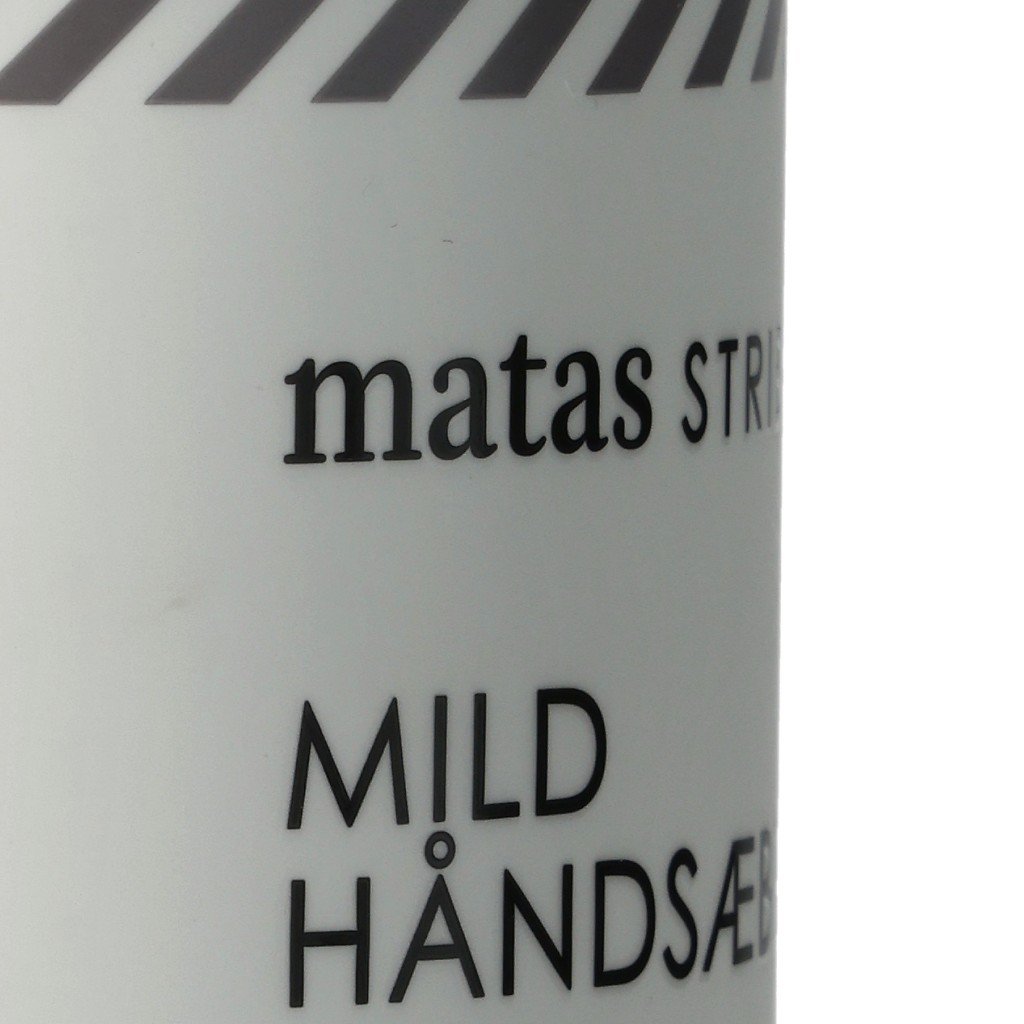 matas STRI
MILD
HÅNDSÆB